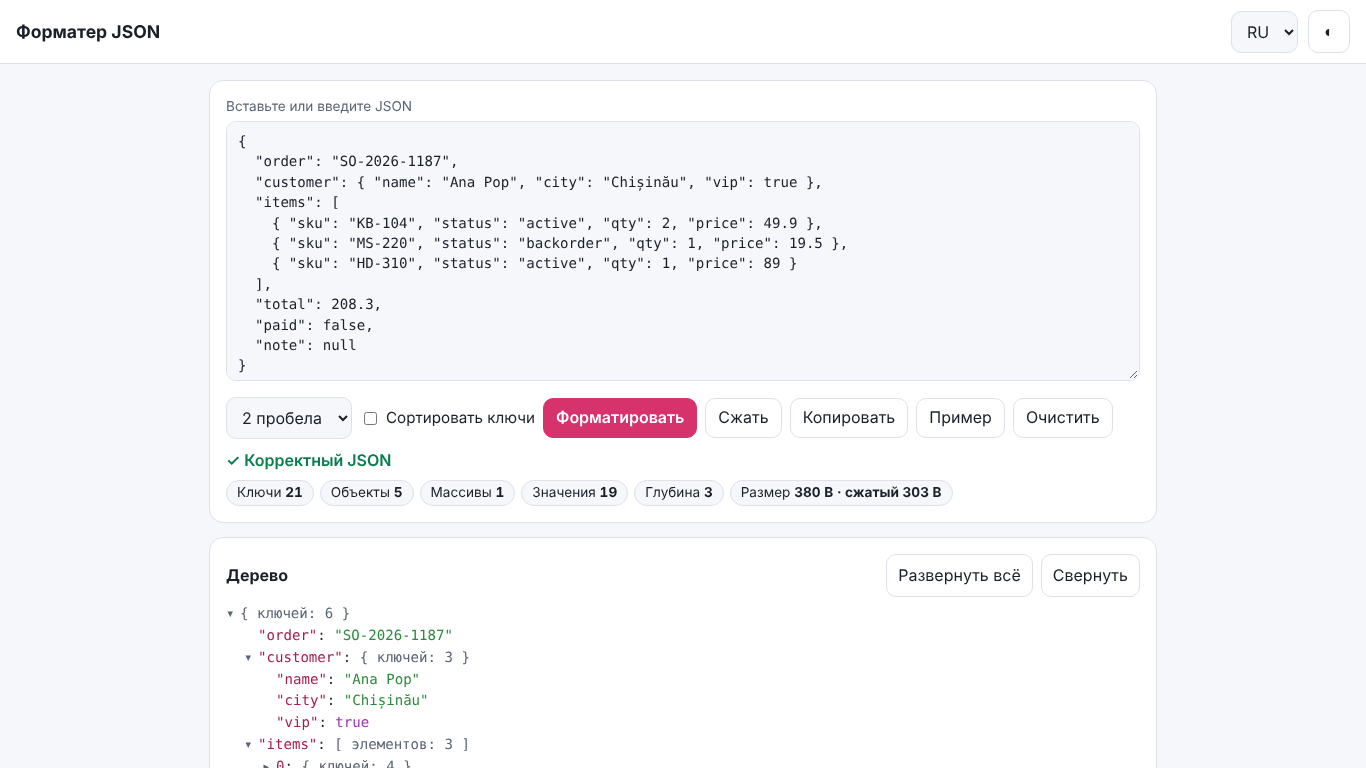 Форматер JSON
RU
Вставьте или введите JSON
{
  "order": "SO-2026-1187",
  "customer": { "name": "Ana Pop", "city": "Chișinău", "vip": true },
  "items": [
    { "sku": "KB-104", "status": "active", "qty": 2, "price": 49.9 },
    { "sku": "MS-220", "status": "backorder", "qty": 1, "price": 19.5 },
    { "sku": "HD-310", "status": "active", "qty": 1, "price": 89 }
  ],
  "total": 208.3,
  "paid": false,
  "note": null
}
2 пробела Сортировать ключи Форматировать Сжать Копировать Пример Очистить
✓ Корректный JSON
Ключи 21 Объекты 5 Массивы 1 Значения 19 Глубина 3 Размер 380 B · сжатый 303 B
Дерево Развернуть всё Свернуть
▾ { ключей: 6 }
"order": "SO-2026-1187"
▾ "customer": { ключей: 3 }
"name": "Ana Pop"
"city": "Chișinău"
"vip": true
▾ "items": [ элементов: 3 ]
▸ 0: { ключей: 4 }